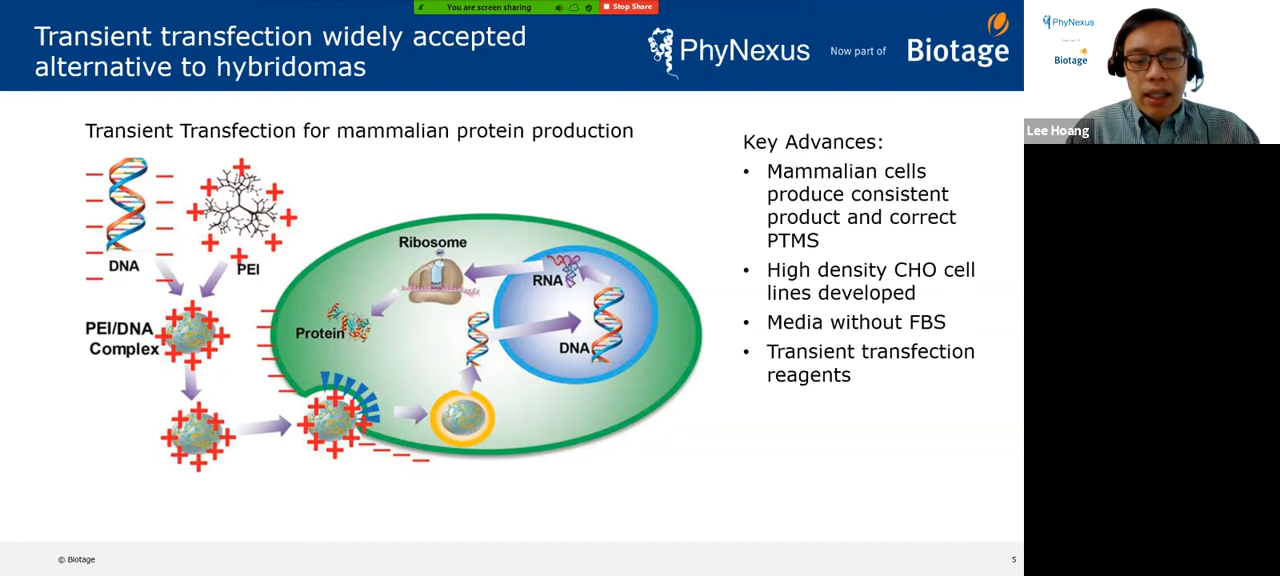 You are screen sharing
Stop Share
Transient transfection widely accepted
alternative to hybridomas
PhyNexus
Now part of
Biotage
PhyNexus
Biotage
Lee Hoang
Transient Transfection for mammalian protein production
DNA
PEI
PEI/DNA
Complex
Ribosome
RNA
Protein
DNA
Key Advances:
• Mammalian cells
produce consistent
product and correct
PTMS
• High density CHO cell
lines developed
• Media without FBS
• Transient transfection
reagents
© Biotage
5